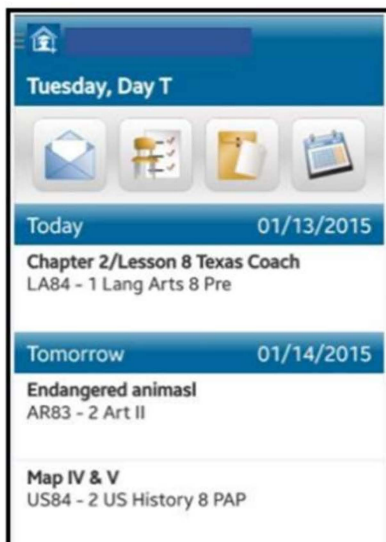 Tuesday, Day T
Today 01/13/2015
Chapter 2/Lesson 8 Texas Coach
LA84 - 1 Lang Arts 8 Pre
Tomorrow 01/14/2015
Endangered animasl
AR83 - 2 Art II
Map IV & V
US84 - 2 US History 8 PAP